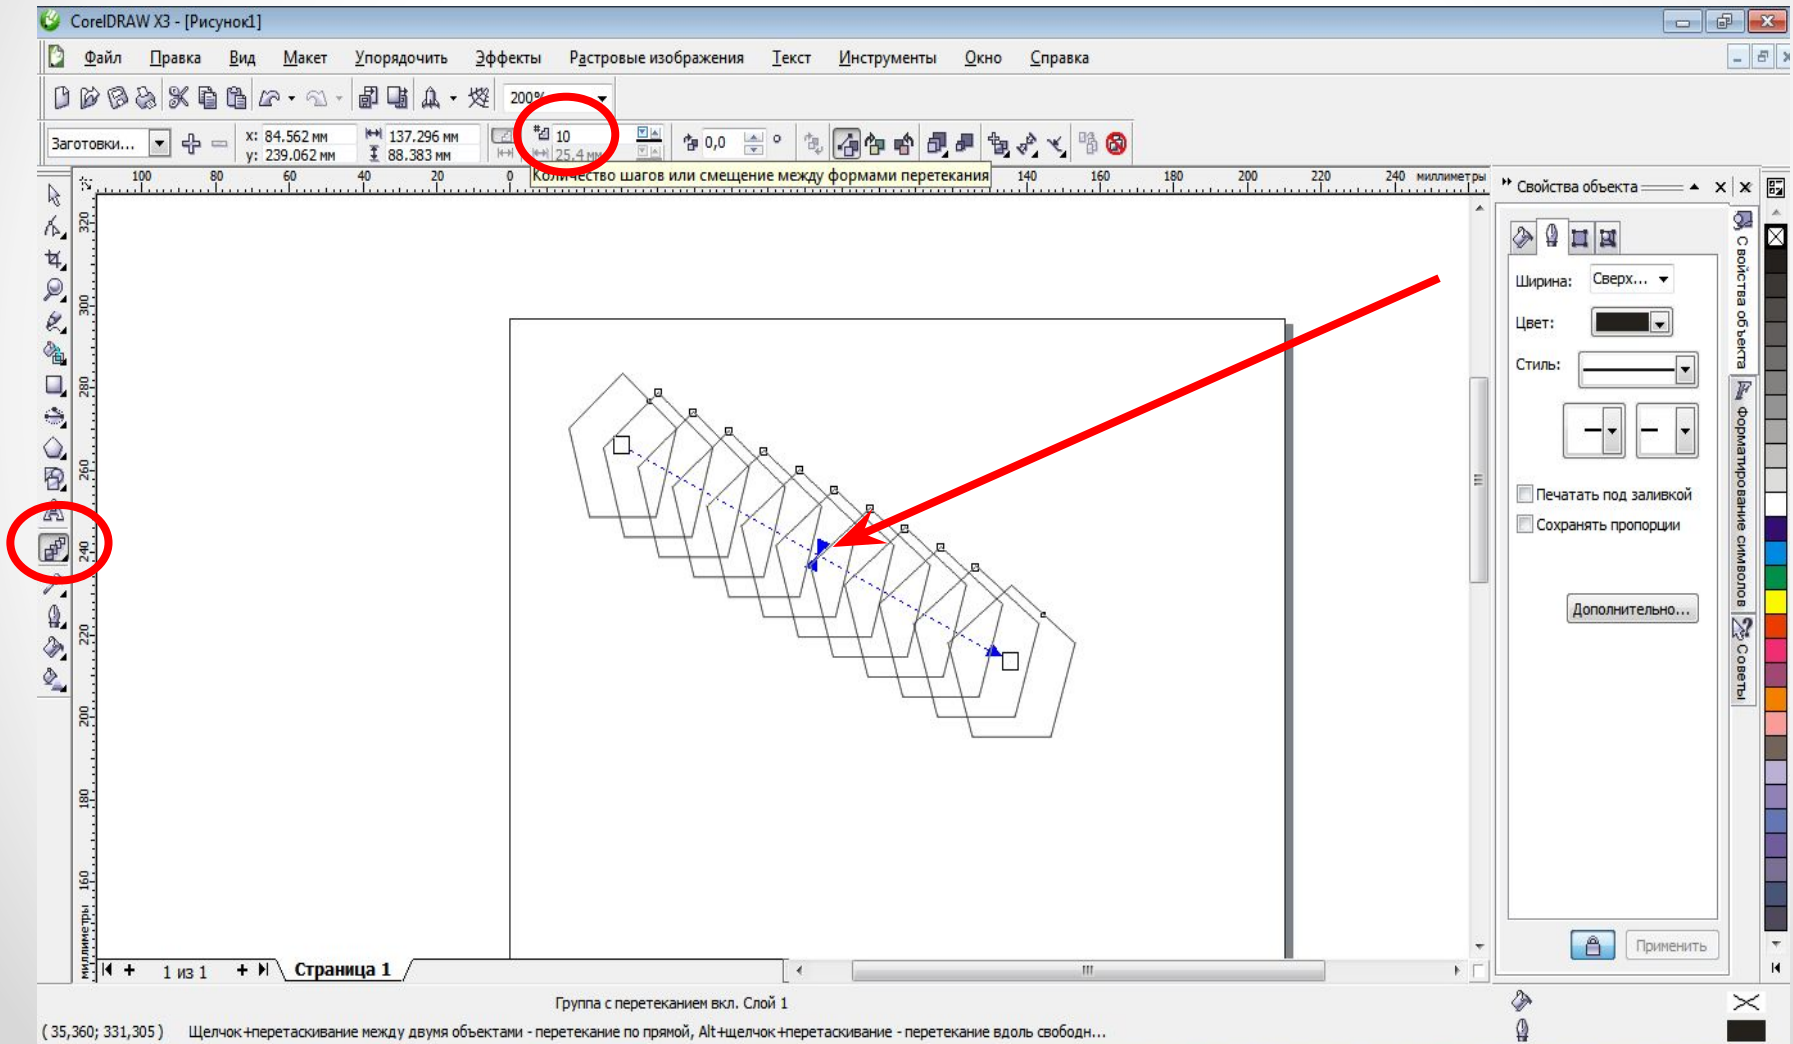 CorelDRAW X3 - [Рисунок1]
Файл Правка Вид Макет Упорядочить Эффекты Растровые изображения Текст Инструменты Окно Справка
200%
Заготовки... x: 84.562 мм 137.296 мм 10 0,0 °
y: 239.062 мм 88.383 мм 25.4 мм
Количество шагов или смещение между формами перетекания
100 80 60 40 20 0 140 160 180 200 220 240 миллиметры
320 300 280 260 240 220 200 180 160 миллиметры
Свойства объекта
Ширина: Сверх...
Цвет:
Стиль:
Печатать под заливкой
Сохранять пропорции
Дополнительно...
Применить
Свойства объекта
Форматирование символов
Советы
1 из 1 Страница 1
Группа с перетеканием вкл. Слой 1
( 35,360; 331,305 ) Щелчок+перетаскивание между двумя объектами - перетекание по прямой, Alt+щелчок+перетаскивание - перетекание вдоль свободн...